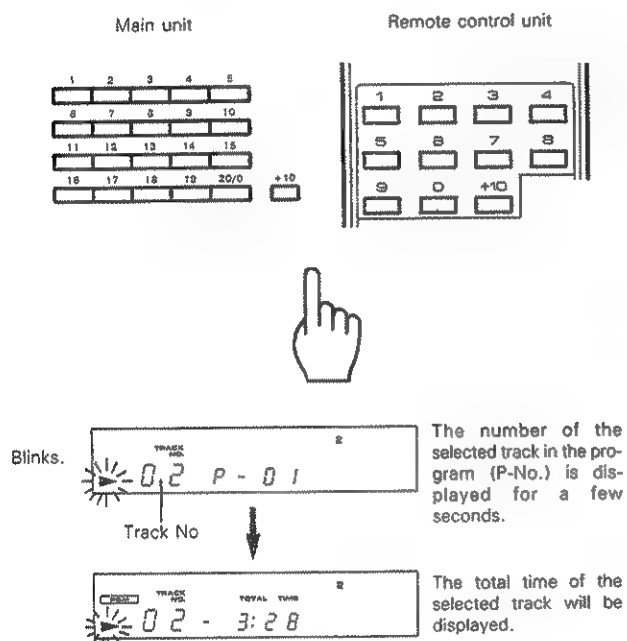 Main unit
Remote control unit
1 2 3 4 5
6 7 8 9 10
11 12 13 14 15
16 17 18 19 20/0 +10
1 2 3 4
5 6 7 8
9 0 +10
Blinks.
TRACK NO.
2
02 P - 01
Track No
The number of the
selected track in the pro-
gram (P-No.) is dis-
played for a few
seconds.
TRACK NO.
TOTAL TIME
2
02 - 3:28
The total time of the
selected track will be
displayed.